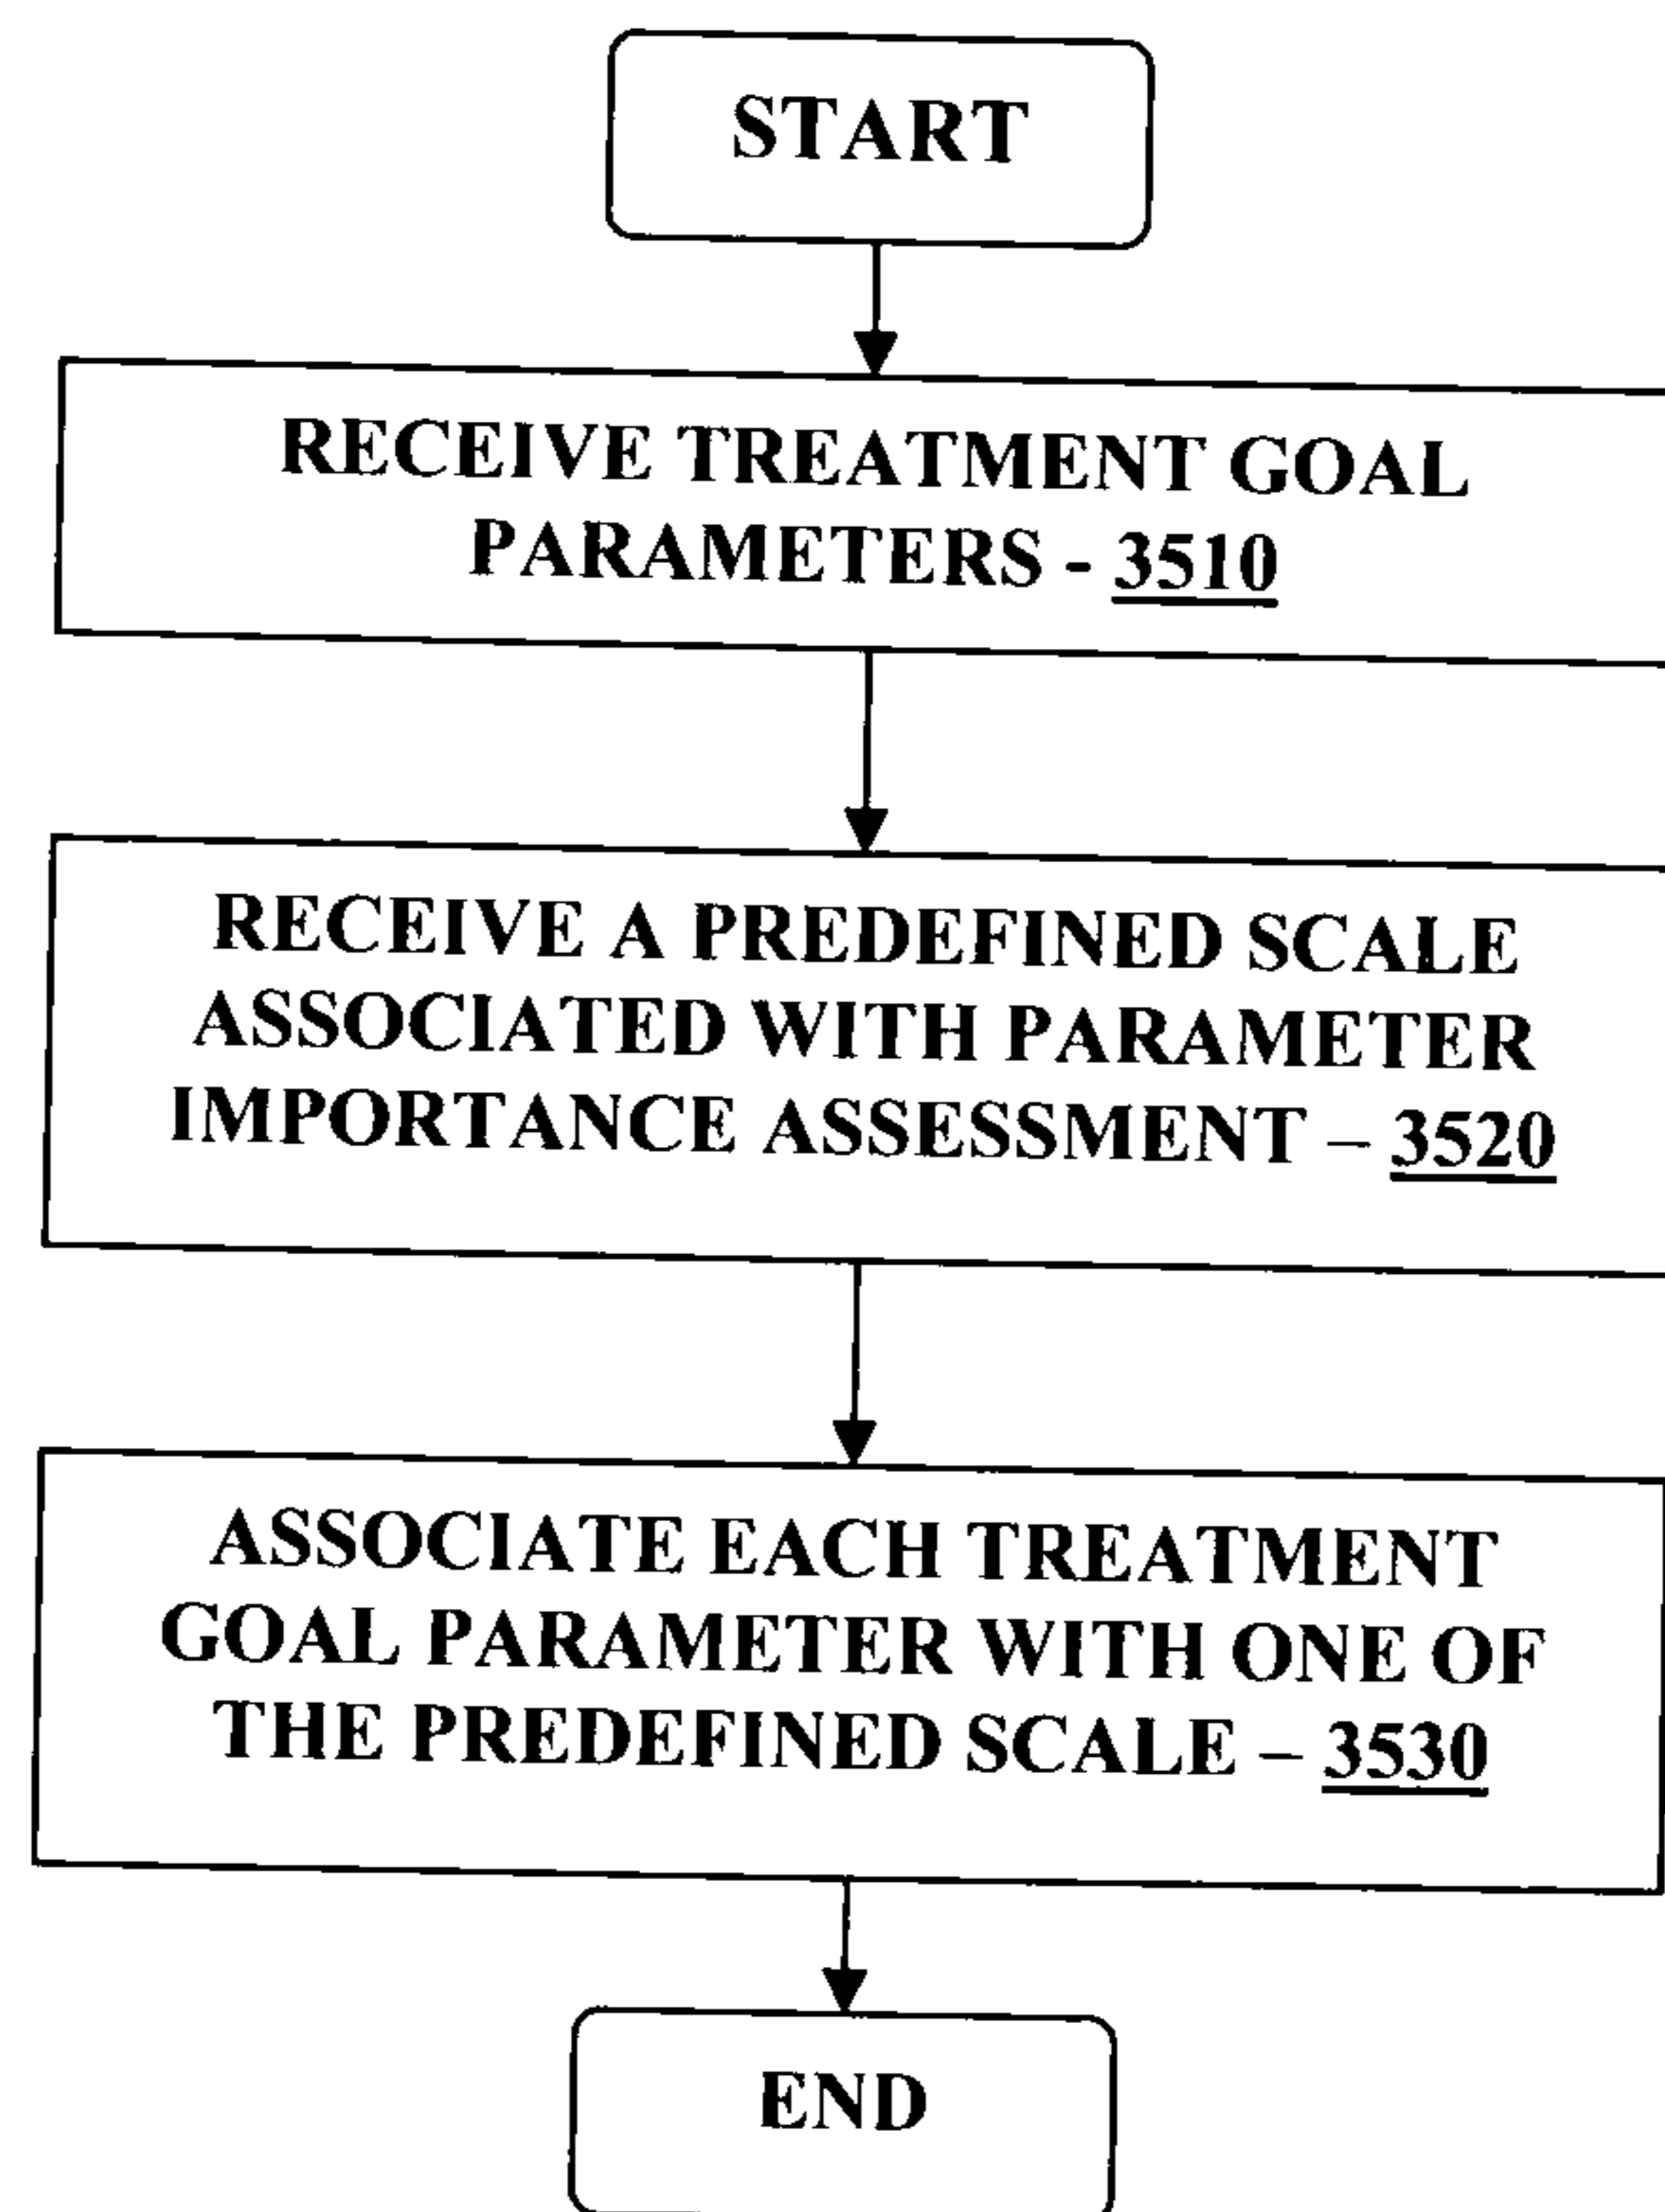 START
RECEIVE TREATMENT GOAL
PARAMETERS - 3510
RECEIVE A PREDEFINED SCALE
ASSOCIATED WITH PARAMETER
IMPORTANCE ASSESSMENT – 3520
ASSOCIATE EACH TREATMENT
GOAL PARAMETER WITH ONE OF
THE PREDEFINED SCALE – 3530
END